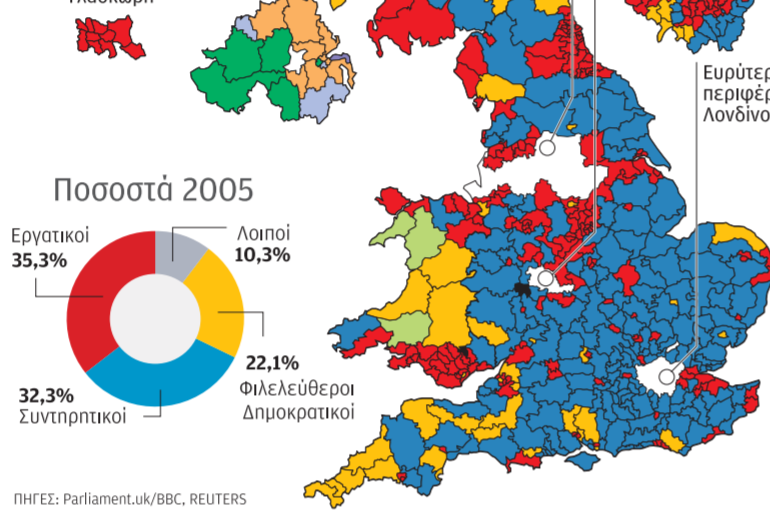 Ποσοστά 2005
Εργατικοί
35,3%
Λοιποί
10,3%
22,1%
Φιλελεύθεροι
Δημοκρατικοί
32,3%
Συντηρητικοί
ΠΗΓΕΣ: Parliament.uk/BBC, REUTERS